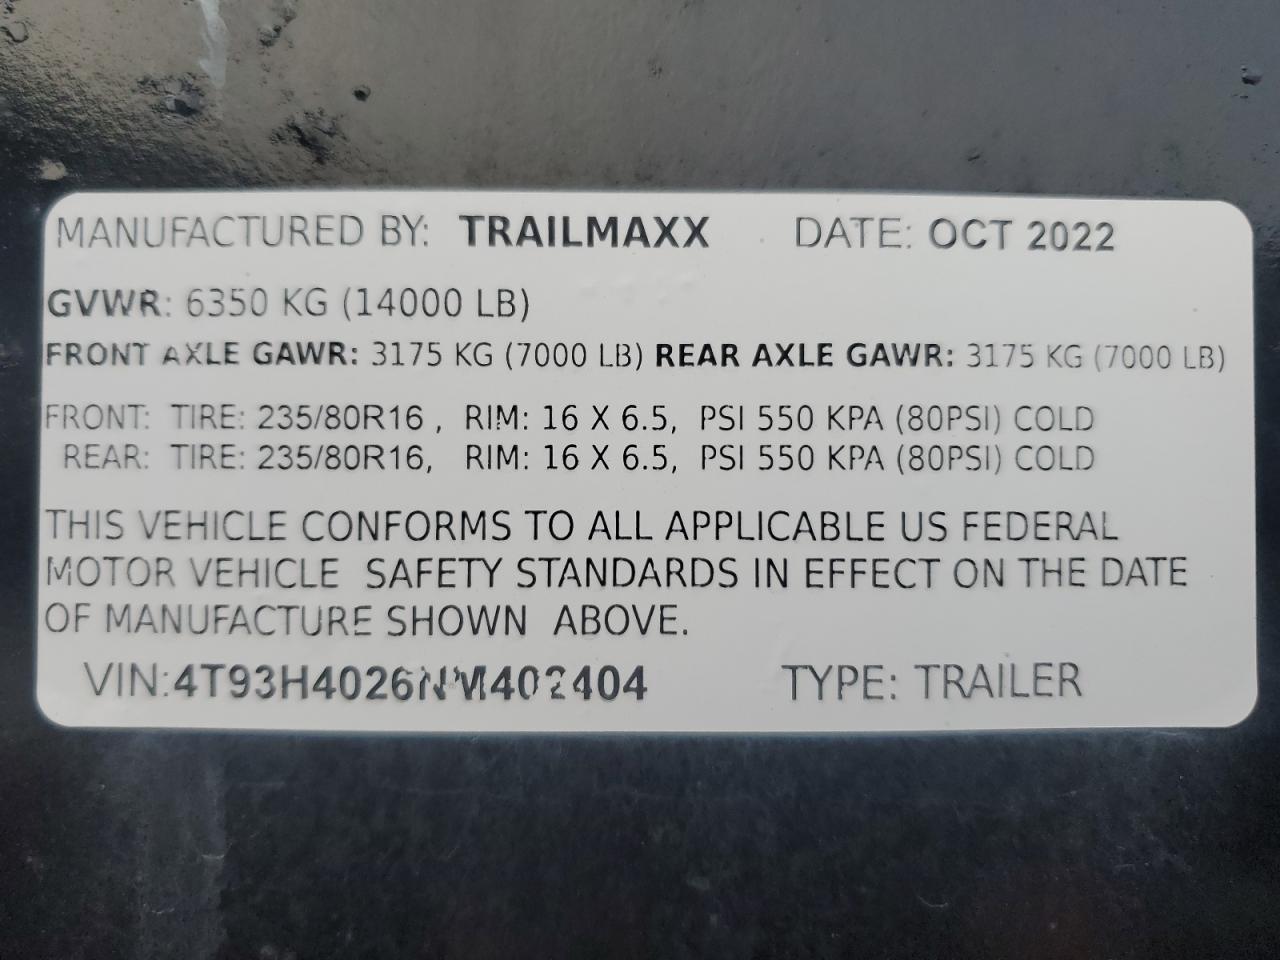 MANUFACTURED BY: TRAILMAXX DATE: OCT 2022
GVWR: 6350 KG (14000 LB)
FRONT AXLE GAWR: 3175 KG (7000 LB) REAR AXLE GAWR: 3175 KG (7000 LB)
FRONT: TIRE: 235/80R16 , RIM: 16 X 6.5, PSI 550 KPA (80PSI) COLD
REAR: TIRE: 235/80R16, RIM: 16 X 6.5, PSI 550 KPA (80PSI) COLD
THIS VEHICLE CONFORMS TO ALL APPLICABLE US FEDERAL
MOTOR VEHICLE SAFETY STANDARDS IN EFFECT ON THE DATE
OF MANUFACTURE SHOWN ABOVE.
VIN: TYPE: TRAILER